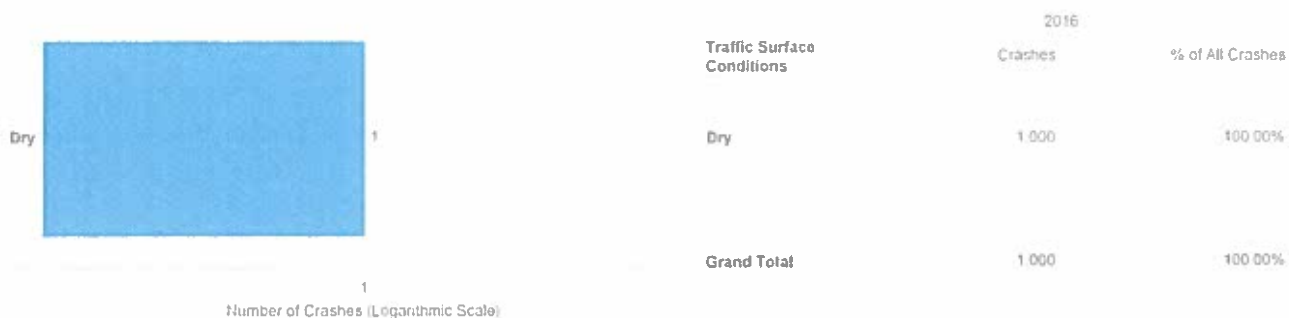 2016
Traffic Surface Conditions
Crashes
% of All Crashes
Dry
1
Dry
1.000
100.00%
Grand Total
1.000
100.00%
1
Number of Crashes (Logarithmic Scale)